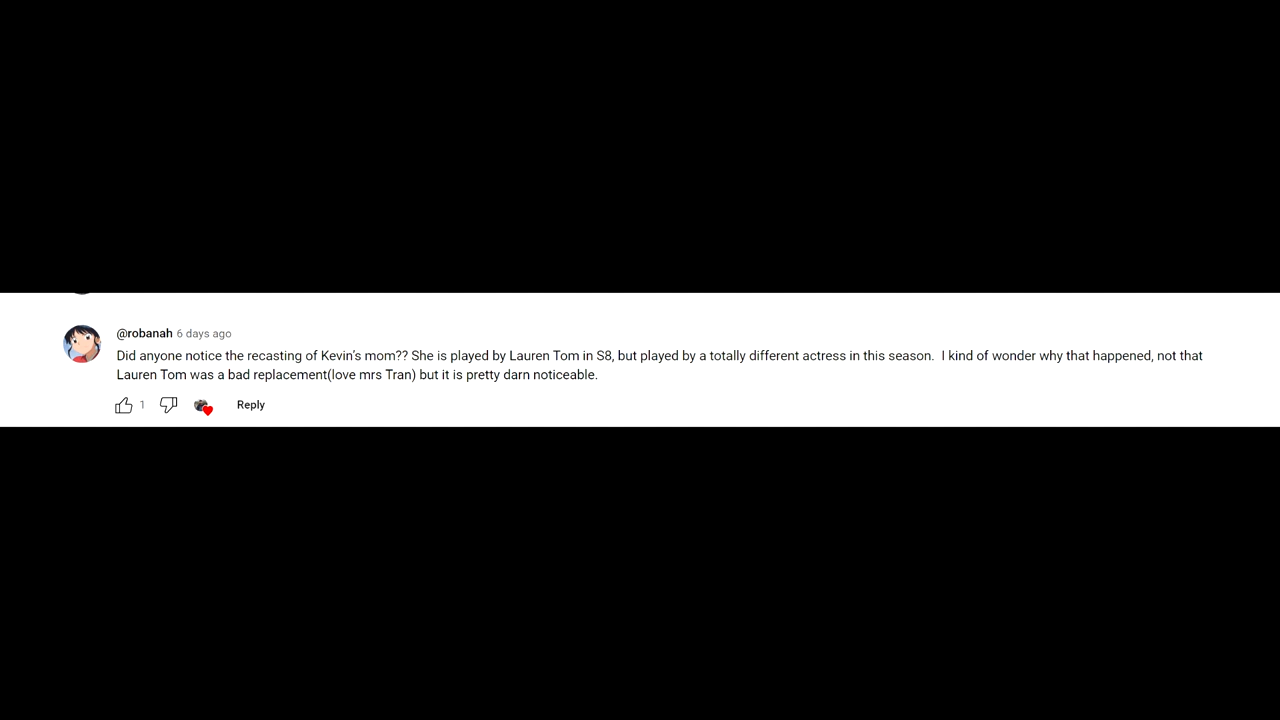 @robanah 6 days ago
Did anyone notice the recasting of Kevin's mom?? She is played by Lauren Tom in S8, but played by a totally different actress in this season.  I kind of wonder why that happened, not that
Lauren Tom was a bad replacement(love mrs Tran) but it is pretty darn noticeable.
1 Reply